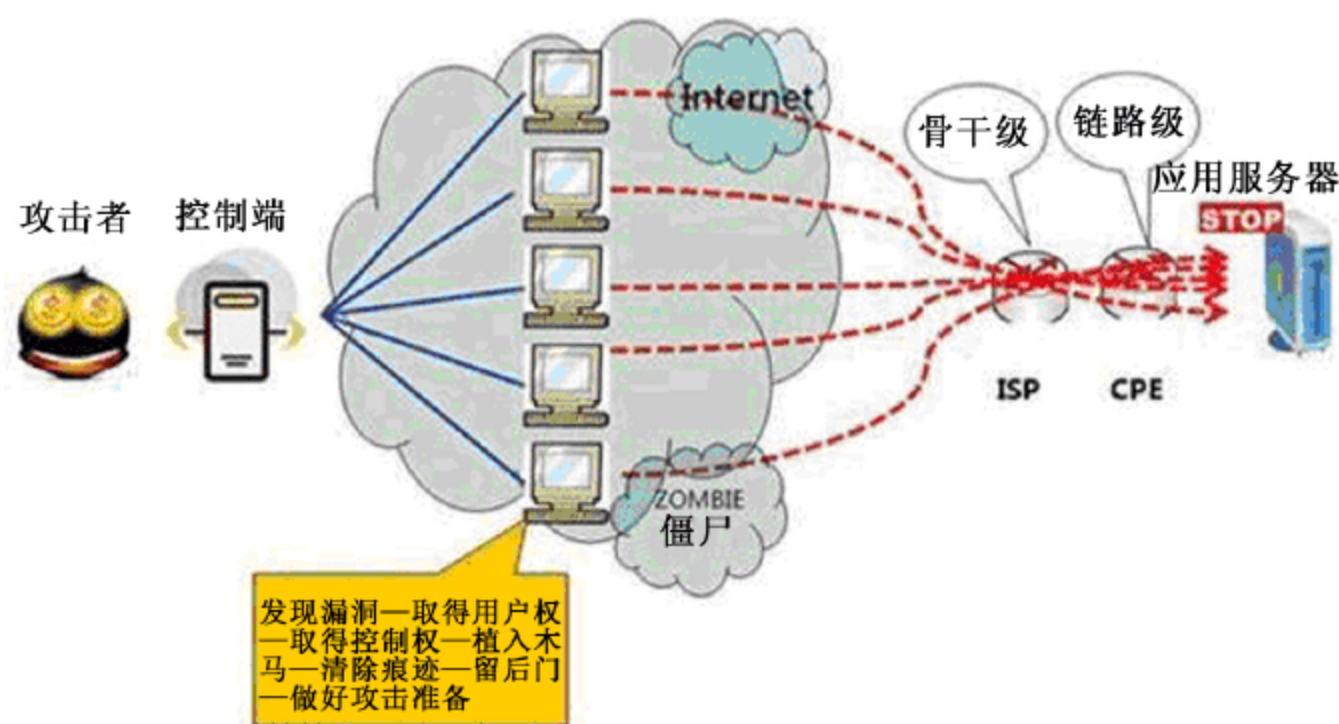 Internet
骨干级
链路级
应用服务器
STOP
攻击者
控制端
ISP
CPE
ZOMBIE
僵尸
发现漏洞—取得用户权
—取得控制权—植入木
马—清除痕迹—留后门
—做好攻击准备